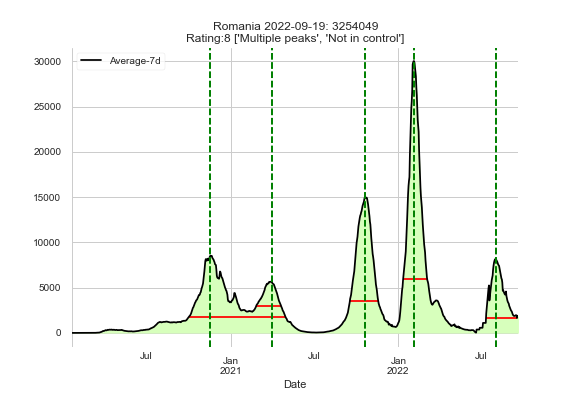 Romania 2022-09-19: 3254049
Rating:8 ['Multiple peaks', 'Not in control']
Average-7d
30000
25000
20000
15000
10000
5000
0
Jul
Jan
2021
Jul
Jan
2022
Jul
Date